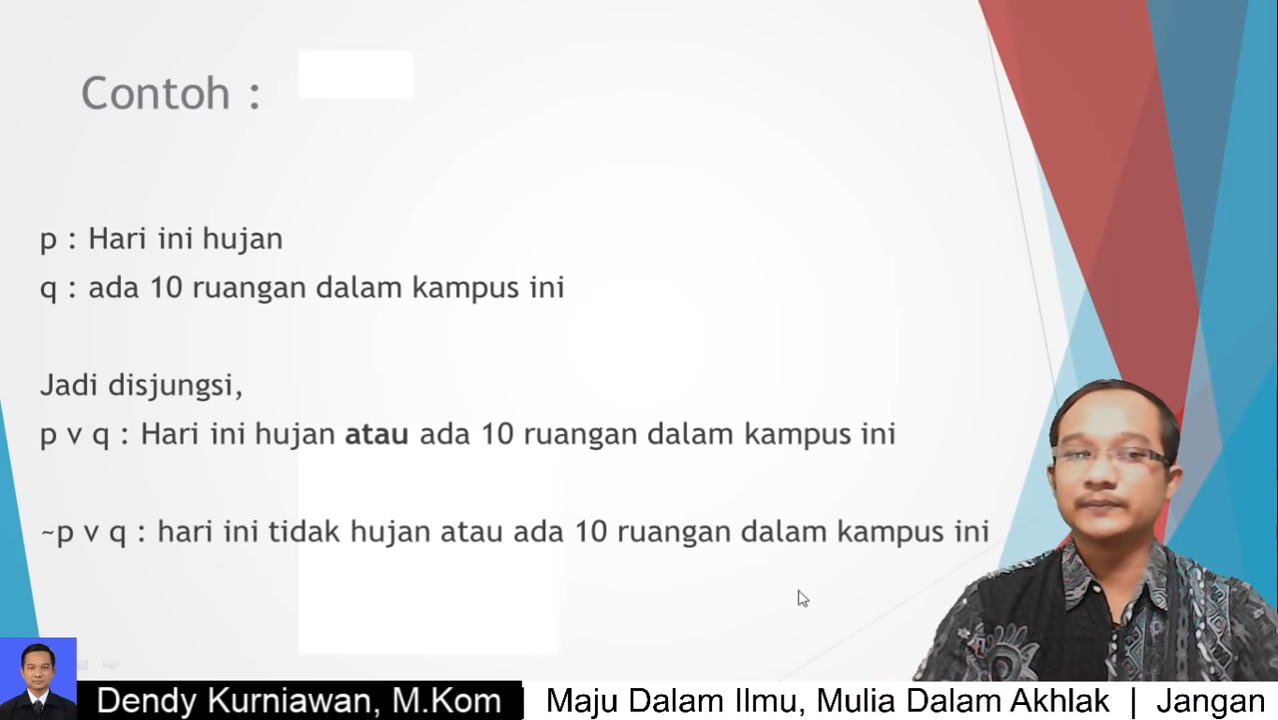 Contoh :
p : Hari ini hujan
q : ada 10 ruangan dalam kampus ini
Jadi disjungsi,
p v q : Hari ini hujan atau ada 10 ruangan dalam kampus ini
~p v q : hari ini tidak hujan atau ada 10 ruangan dalam kampus ini
Dendy Kurniawan, M.Kom
Maju Dalam Ilmu, Mulia Dalam Akhlak | Jangan